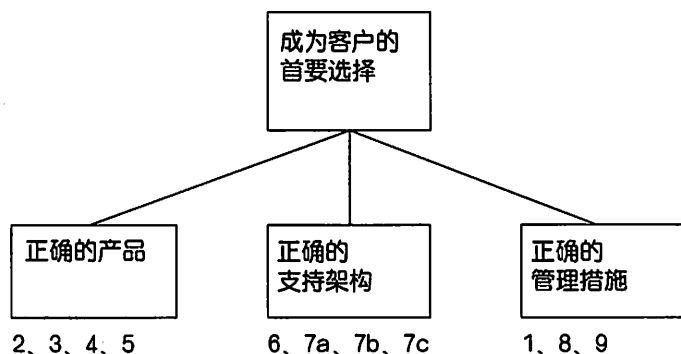 成为客户的
首要选择
正确的产品
正确的
支持架构
正确的
管理措施
2、3、4、5
6、7a、7b、7c
1、8、9